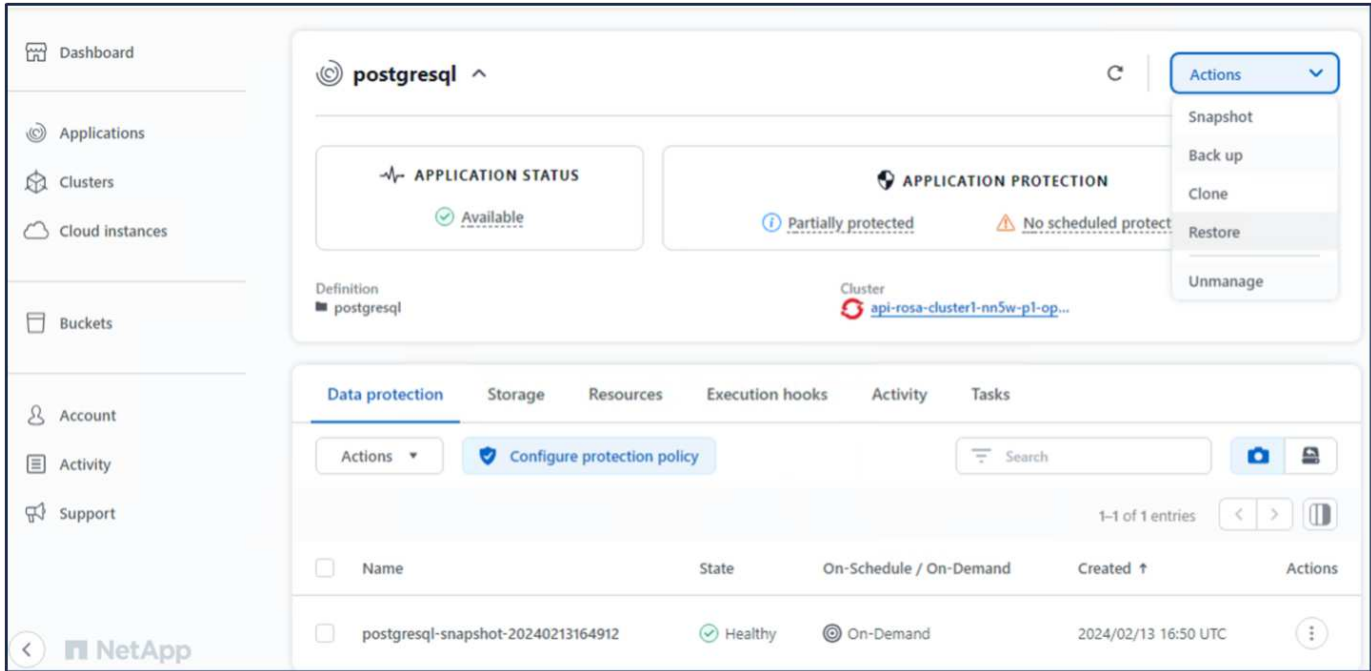 Dashboard
Applications
Clusters
Cloud instances
Buckets
Account
Activity
Support
NetApp
postgresql
Actions
Snapshot
Back up
Clone
Restore
Unmanage
APPLICATION STATUS
Available
APPLICATION PROTECTION
Partially protected
No scheduled protect
Definition
postgresql
Cluster
api-rosa-cluster1-nn5w-p1-op...
Data protection Storage Resources Execution hooks Activity Tasks
Actions Configure protection policy Search
1–1 of 1 entries
Name State On-Schedule / On-Demand Created ↑ Actions
postgresql-snapshot-20240213164912 Healthy On-Demand 2024/02/13 16:50 UTC